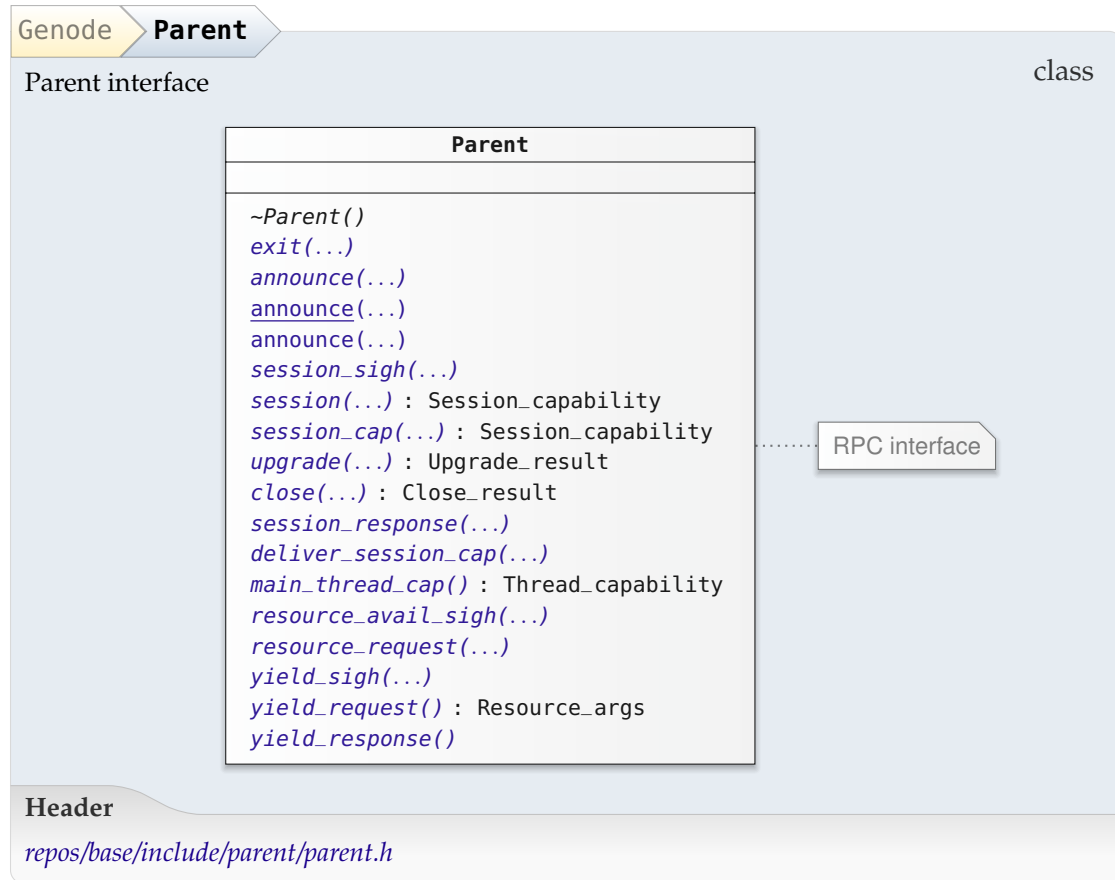 Genode Parent
class
Parent interface
Parent
~Parent()
exit(...)
announce(...)
announce(...)
announce(...)
session_sigh(...)
session(...) : Session_capability
session_cap(...) : Session_capability
upgrade(...) : Upgrade_result
close(...) : Close_result
session_response(...)
deliver_session_cap(...)
main_thread_cap() : Thread_capability
resource_avail_sigh(...)
resource_request(...)
yield_sigh(...)
yield_request() : Resource_args
yield_response()
RPC interface
Header
repos/base/include/parent/parent.h